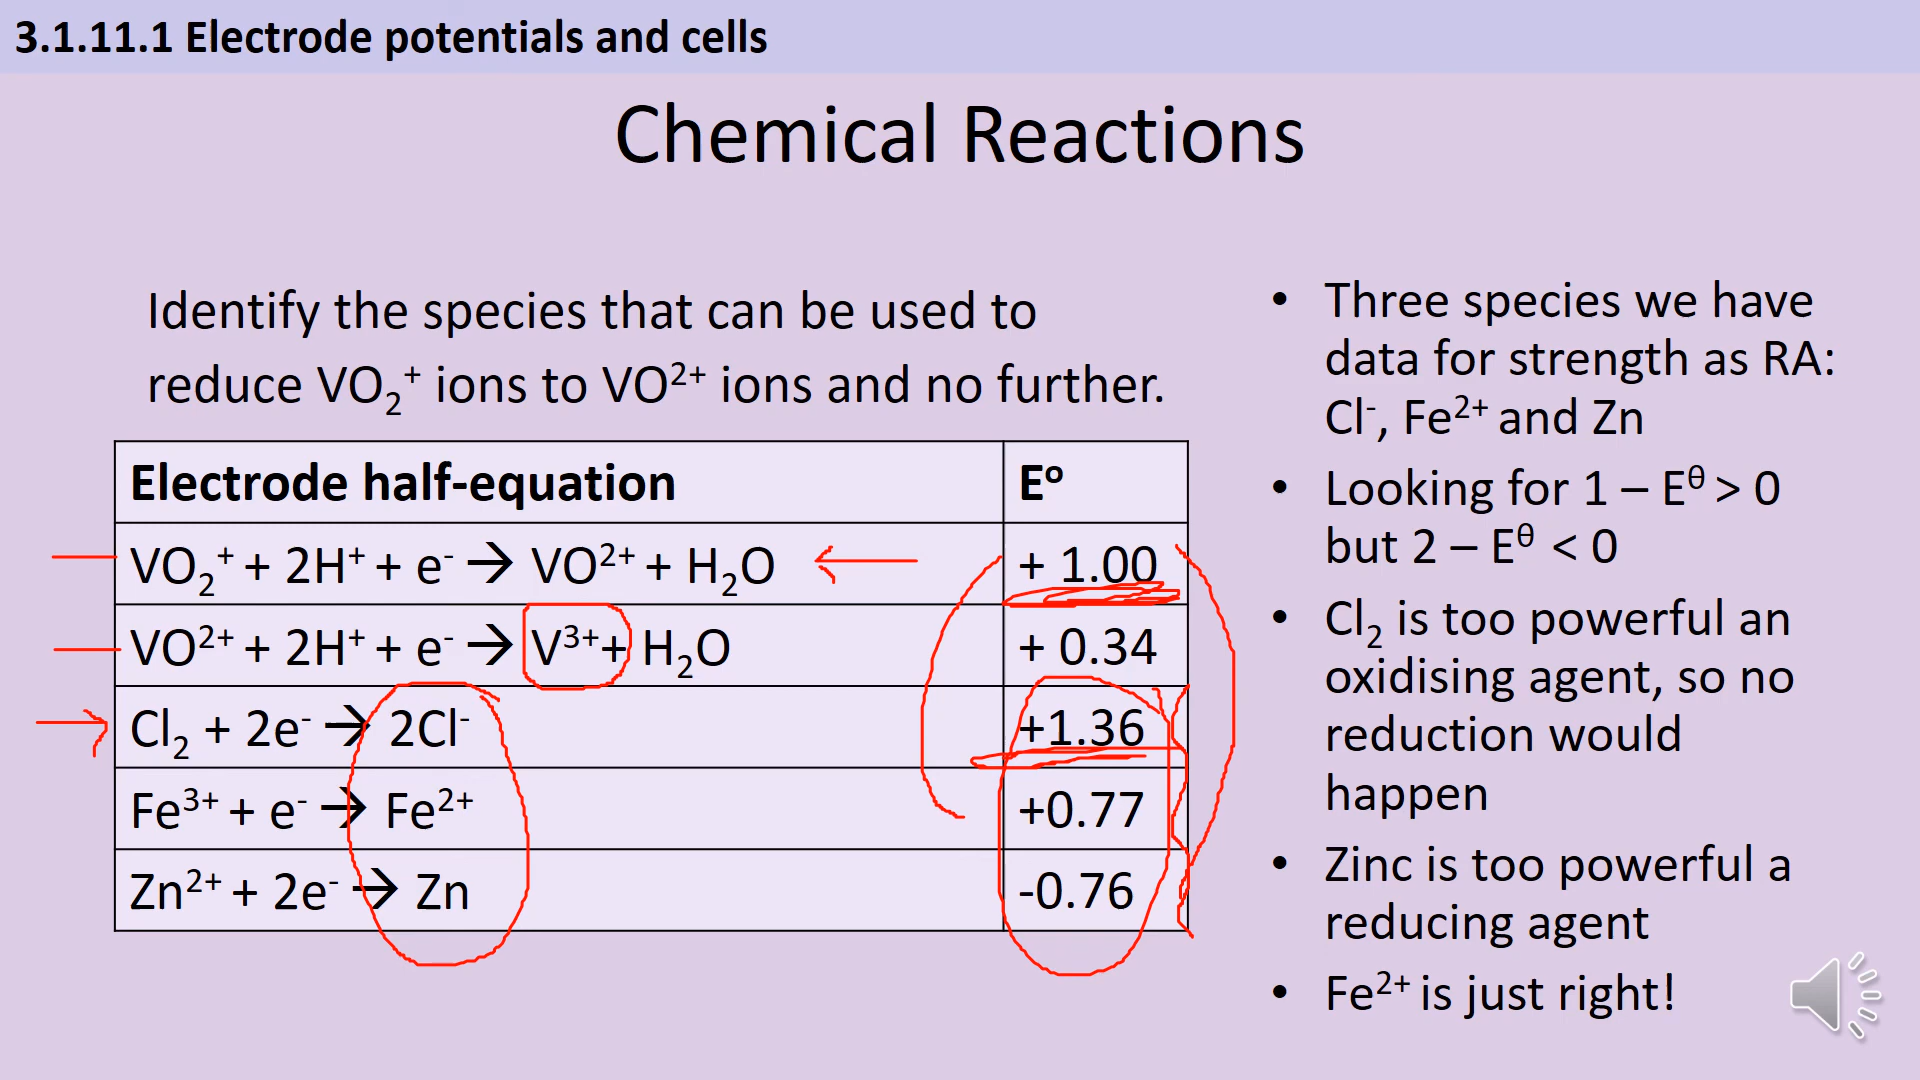 3.1.11.1 Electrode potentials and cells
Chemical Reactions
Identify the species that can be used to
reduce VO₂⁺ ions to VO²⁺ ions and no further.
Electrode half-equation Eº
VO₂⁺ + 2H⁺ + e⁻ → VO²⁺ + H₂O + 1.00
VO²⁺ + 2H⁺ + e⁻ → V³⁺+ H₂O + 0.34
Cl₂ + 2e⁻ → 2Cl⁻ +1.36
Fe³⁺ + e⁻ → Fe²⁺ +0.77
Zn²⁺ + 2e⁻ → Zn -0.76
• Three species we have
data for strength as RA:
Cl⁻, Fe²⁺ and Zn
• Looking for 1 – Eᶿ > 0
but 2 – Eᶿ < 0
• Cl₂ is too powerful an
oxidising agent, so no
reduction would
happen
• Zinc is too powerful a
reducing agent
• Fe²⁺ is just right!